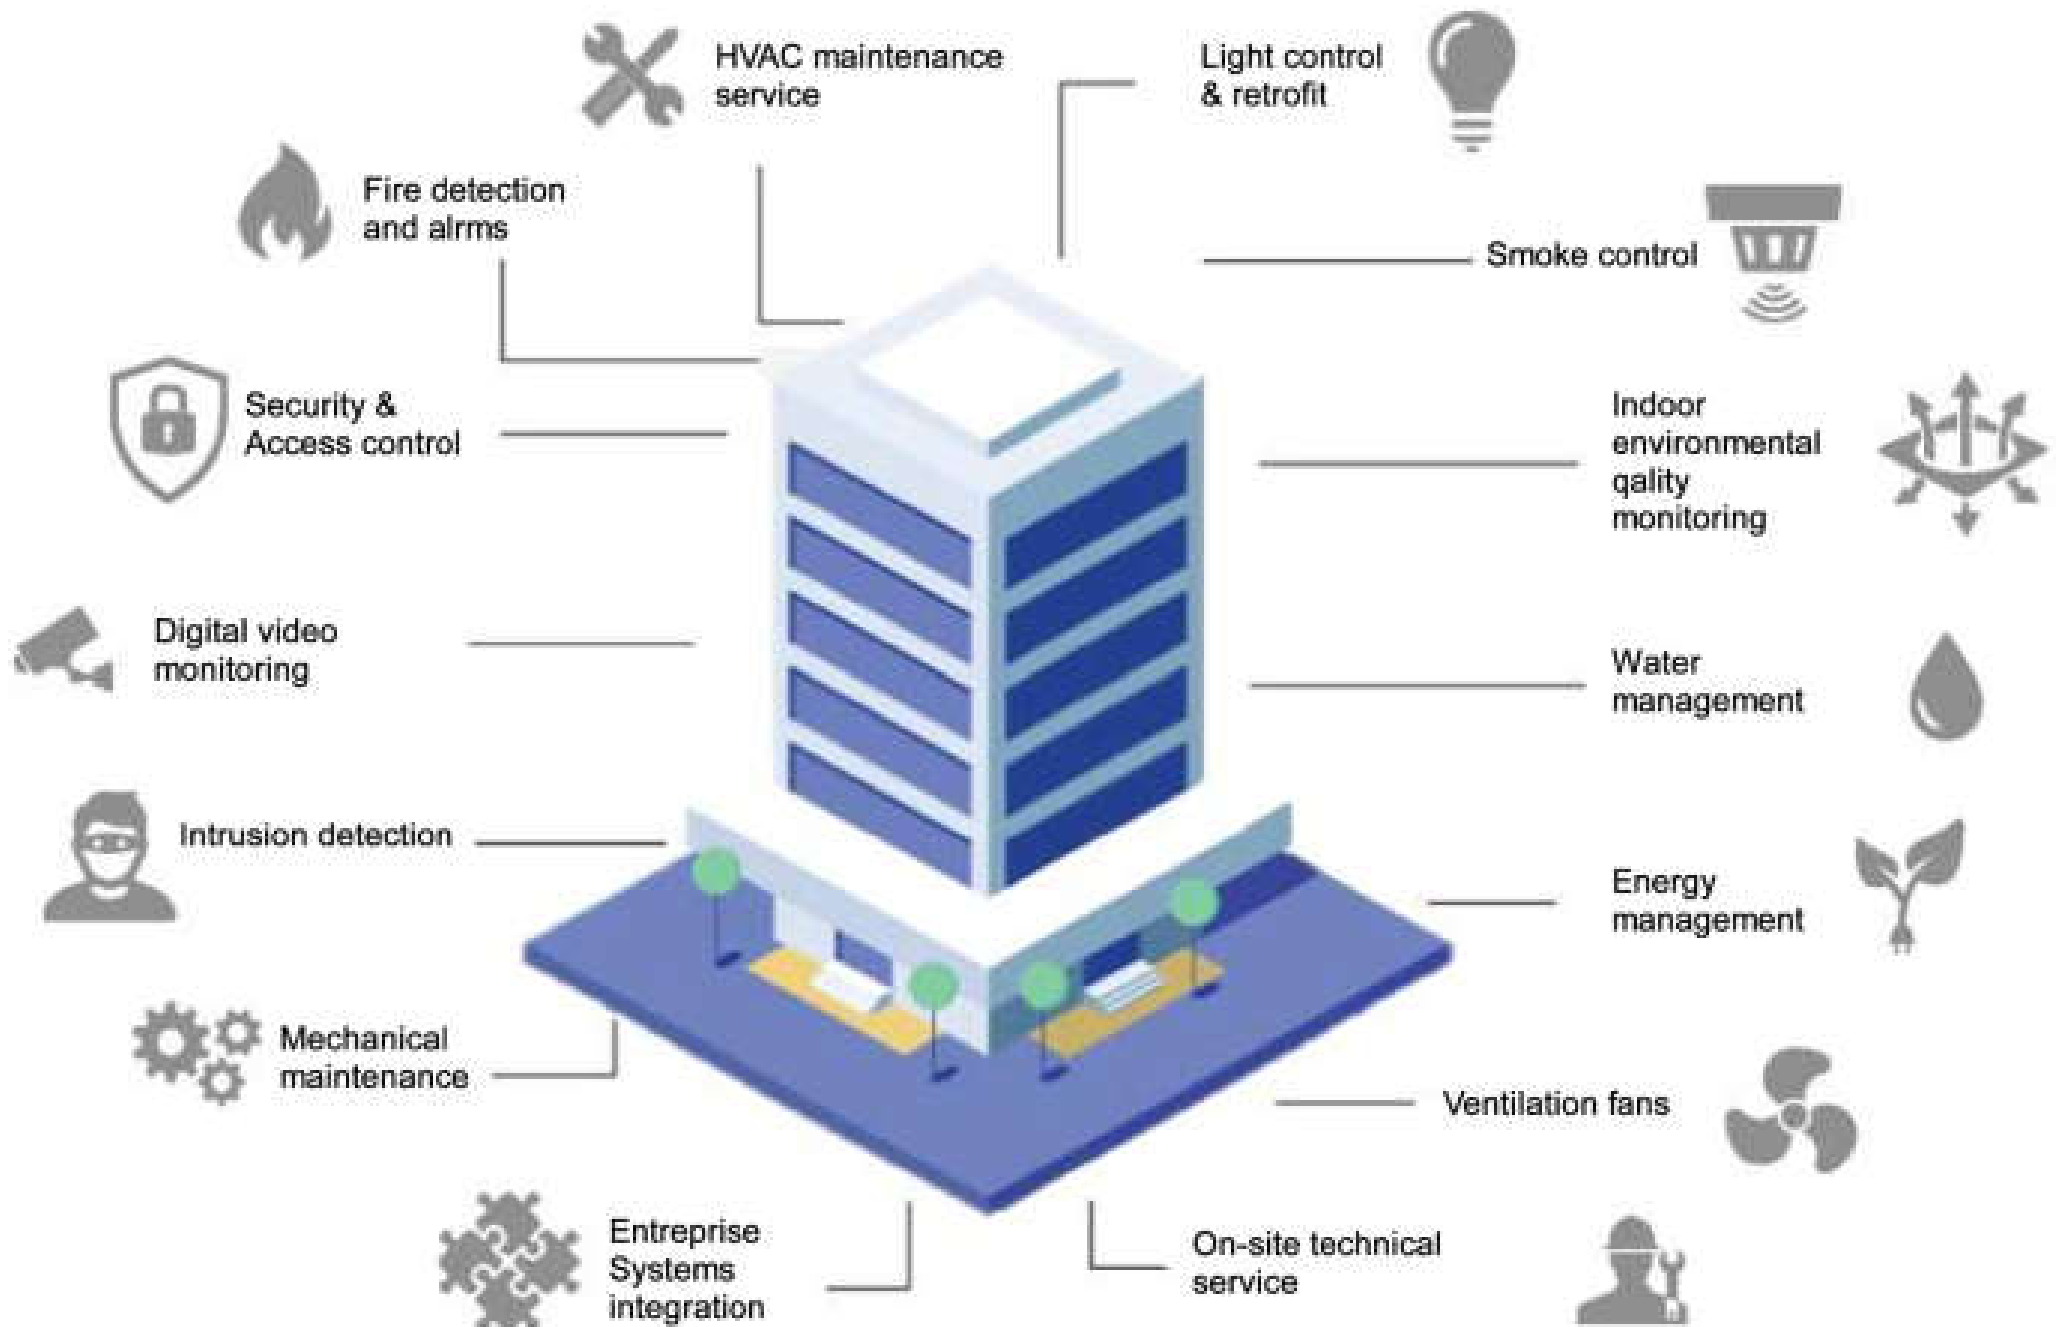 HVAC maintenance
service
Light control
& retrofit
Fire detection
and alrms
Smoke control
Security &
Access control
Indoor
environmental
qality
monitoring
Digital video
monitoring
Water
management
Intrusion detection
Energy
management
Mechanical
maintenance
Ventilation fans
Entreprise
Systems
integration
On-site technical
service